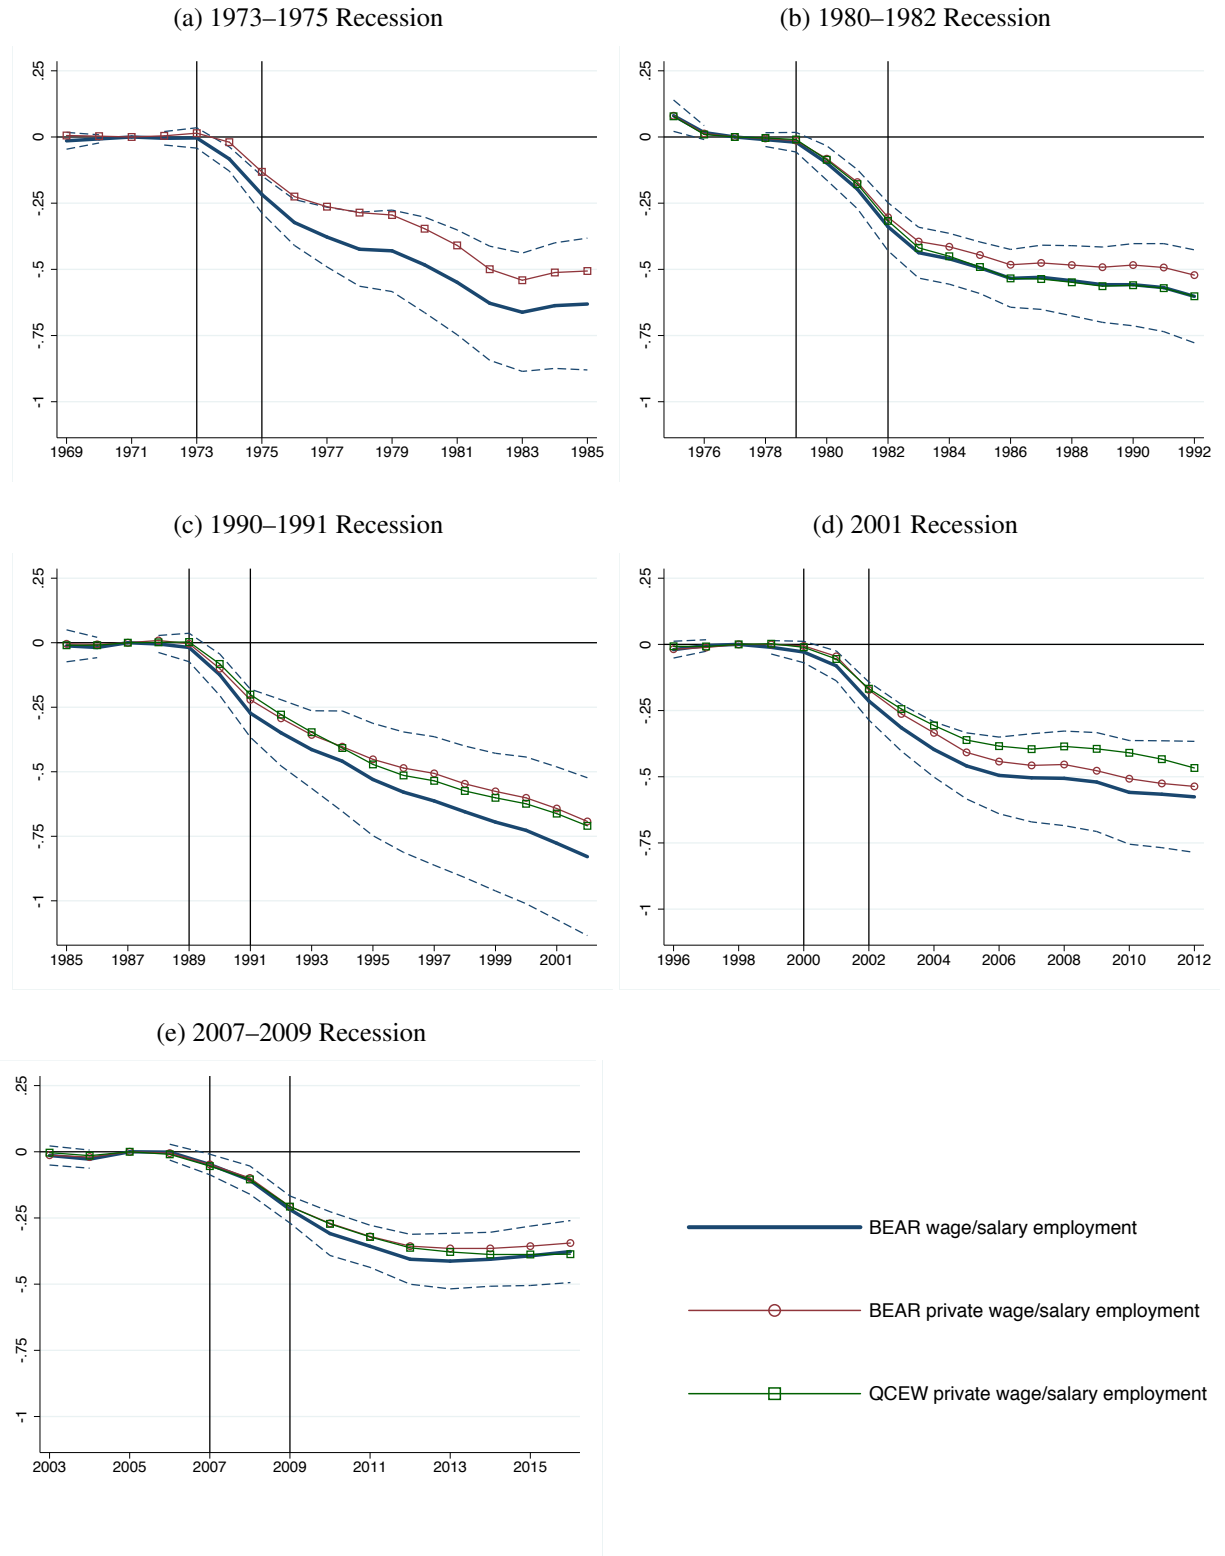 (a) 1973–1975 Recession
.25
0
-.25
-.5
-.75
-1
1969 1971 1973 1975 1977 1979 1981 1983 1985
(b) 1980–1982 Recession
.25
0
-.25
-.5
-.75
-1
1976 1978 1980 1982 1984 1986 1988 1990 1992
(c) 1990–1991 Recession
.25
0
-.25
-.5
-.75
-1
1985 1987 1989 1991 1993 1995 1997 1999 2001
(d) 2001 Recession
.25
0
-.25
-.5
-.75
-1
1996 1998 2000 2002 2004 2006 2008 2010 2012
(e) 2007–2009 Recession
.25
0
-.25
-.5
-.75
-1
2003 2005 2007 2009 2011 2013 2015
BEAR wage/salary employment
BEAR private wage/salary employment
QCEW private wage/salary employment